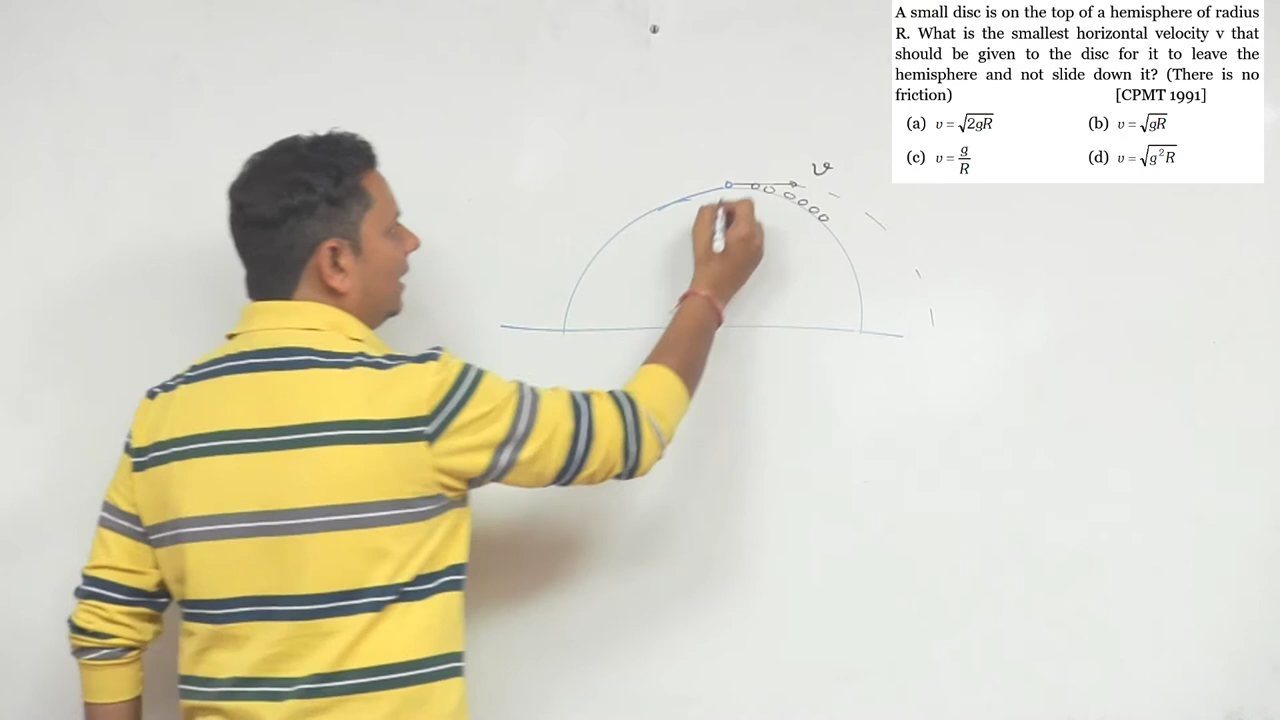 A small disc is on the top of a hemisphere of radius
R. What is the smallest horizontal velocity v that
should be given to the disc for it to leave the
hemisphere and not slide down it? (There is no
friction) [CPMT 1991]
(a) v = √2gR (b) v = √gR
(c) v = g/R (d) v = √g²R
v